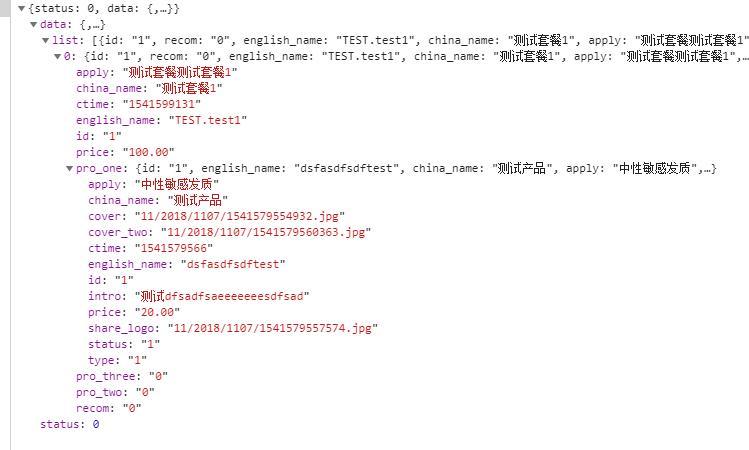 {status: 0, data: {,…}}
data: {,…}
list: [{id: "1", recom: "0", english_name: "TEST.test1", china_name: "测试套餐1", apply: "测试套餐测试套餐1"
0: {id: "1", recom: "0", english_name: "TEST.test1", china_name: "测试套餐1", apply: "测试套餐测试套餐1",…
apply: "测试套餐测试套餐1"
china_name: "测试套餐1"
ctime: "1541599131"
english_name: "TEST.test1"
id: "1"
price: "100.00"
pro_one: {id: "1", english_name: "dsfasdfsdftest", china_name: "测试产品", apply: "中性敏感发质",…}
apply: "中性敏感发质"
china_name: "测试产品"
cover: "11/2018/1107/1541579554932.jpg"
cover_two: "11/2018/1107/1541579560363.jpg"
ctime: "1541579566"
english_name: "dsfasdfsdftest"
id: "1"
intro: "测试dfsadfsaeeeeeeesdfsad"
price: "20.00"
share_logo: "11/2018/1107/1541579557574.jpg"
status: "1"
type: "1"
pro_three: "0"
pro_two: "0"
recom: "0"
status: 0